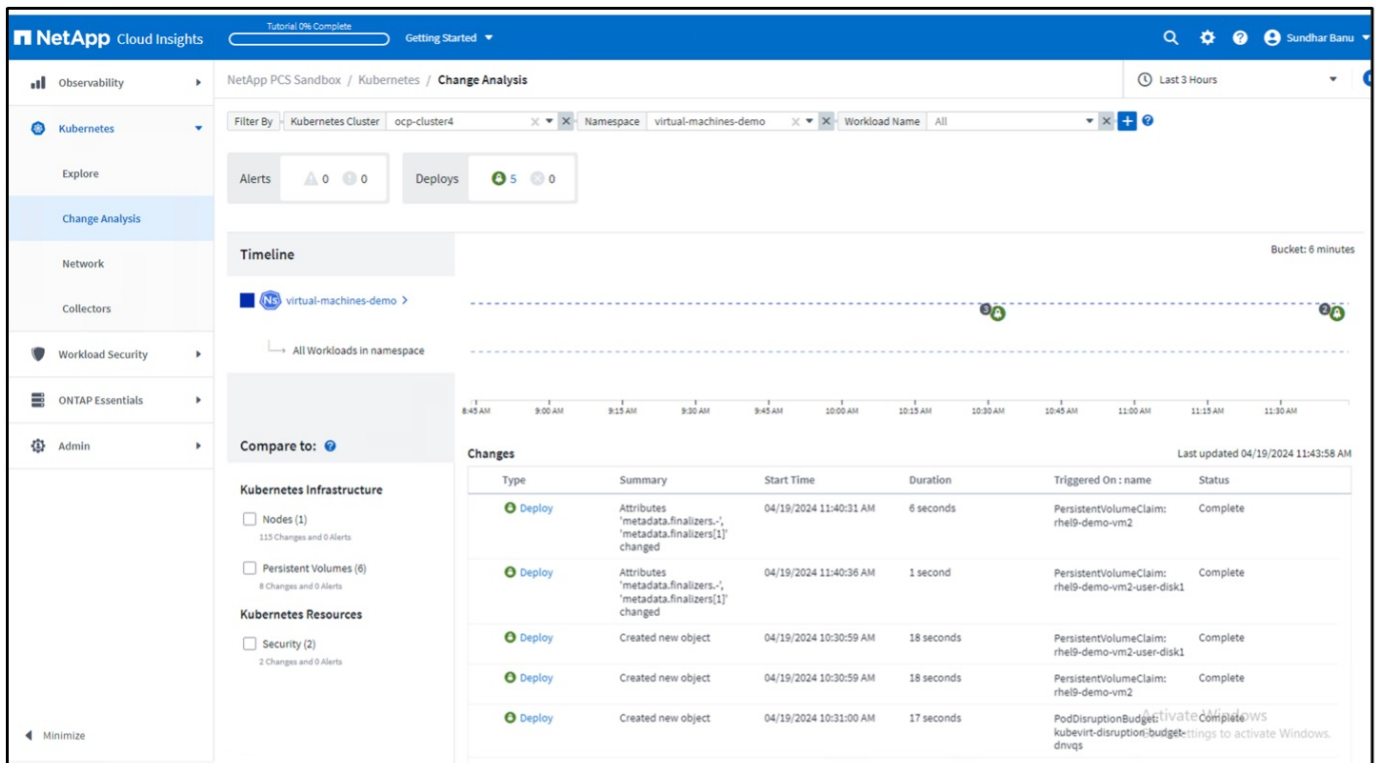 Tutorial 0% Complete
NetApp Cloud Insights
Getting Started
Sundhar Banu
Observability
NetApp PCS Sandbox / Kubernetes / Change Analysis
Last 3 Hours
Kubernetes
Filter By Kubernetes Cluster ocp-cluster4 Namespace virtual-machines-demo Workload Name All
Explore
Alerts 0 0 Deploys 5 0
Change Analysis
Network
Collectors
Workload Security
ONTAP Essentials
Admin
Minimize
Timeline
Bucket: 6 minutes
Ns virtual-machines-demo
3
2
All Workloads in namespace
8:45 AM 9:00 AM 9:15 AM 9:30 AM 9:45 AM 10:00 AM 10:15 AM 10:30 AM 10:45 AM 11:00 AM 11:15 AM 11:30 AM
Compare to:
Kubernetes Infrastructure
Nodes (1)
115 Changes and 0 Alerts
Persistent Volumes (6)
8 Changes and 0 Alerts
Kubernetes Resources
Security (2)
2 Changes and 0 Alerts
Changes
Last updated 04/19/2024 11:43:58 AM
Type Summary Start Time Duration Triggered On : name Status
Deploy Attributes 04/19/2024 11:40:31 AM 6 seconds PersistentVolumeClaim: Complete
'metadata.finalizers.-', rhel9-demo-vm2
'metadata.finalizers[1]'
changed
Deploy Attributes 04/19/2024 11:40:36 AM 1 second PersistentVolumeClaim: Complete
'metadata.finalizers.-', rhel9-demo-vm2-user-disk1
'metadata.finalizers[1]'
changed
Deploy Created new object 04/19/2024 10:30:59 AM 18 seconds PersistentVolumeClaim: Complete
rhel9-demo-vm2-user-disk1
Deploy Created new object 04/19/2024 10:30:59 AM 18 seconds PersistentVolumeClaim: Complete
rhel9-demo-vm2
Deploy Created new object 04/19/2024 10:31:00 AM 17 seconds PodDisruptionBudget: Complete
kubevirt-disruption-budget-
dnvqs
Activate Windows
settings to activate Windows.